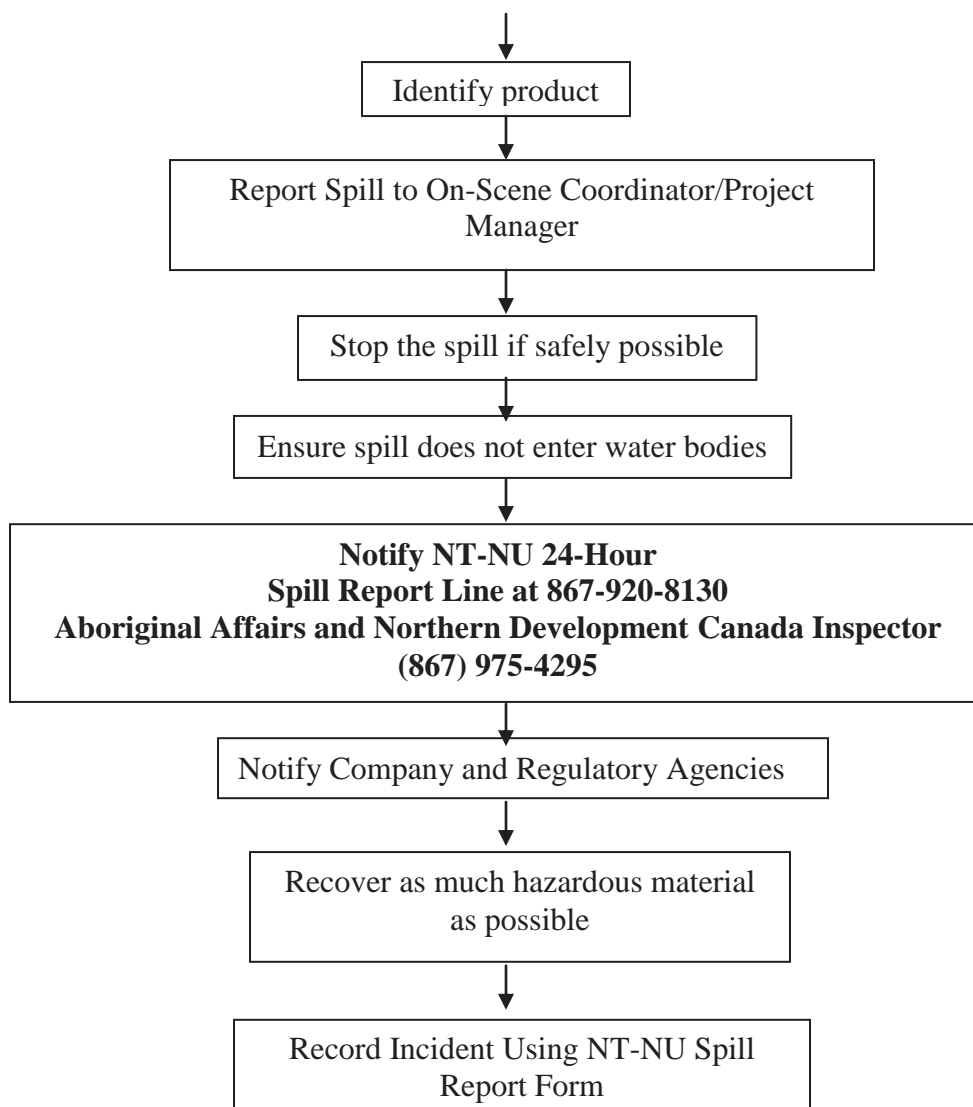 Identify product
Report Spill to On-Scene Coordinator/Project
Manager
Stop the spill if safely possible
Ensure spill does not enter water bodies
Notify NT-NU 24-Hour
Spill Report Line at 867-920-8130
Aboriginal Affairs and Northern Development Canada Inspector
(867) 975-4295
Notify Company and Regulatory Agencies
Recover as much hazardous material
as possible
Record Incident Using NT-NU Spill
Report Form